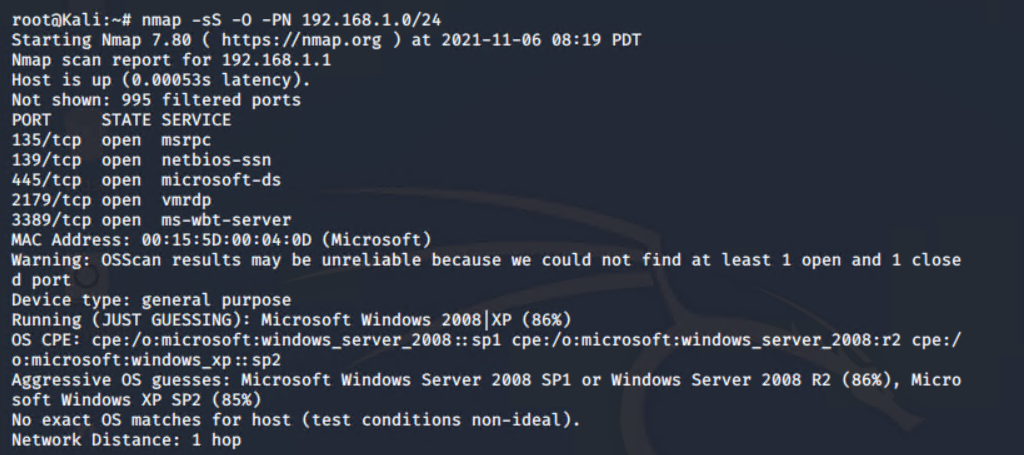 root@Kali:~# nmap -sS -O -PN 192.168.1.0/24
Starting Nmap 7.80 ( https://nmap.org ) at 2021-11-06 08:19 PDT
Nmap scan report for 192.168.1.1
Host is up (0.00053s latency).
Not shown: 995 filtered ports
PORT     STATE SERVICE
135/tcp  open  msrpc
139/tcp  open  netbios-ssn
445/tcp  open  microsoft-ds
2179/tcp open  vmrdp
3389/tcp open  ms-wbt-server
MAC Address: 00:15:5D:00:04:0D (Microsoft)
Warning: OSScan results may be unreliable because we could not find at least 1 open and 1 close
d port
Device type: general purpose
Running (JUST GUESSING): Microsoft Windows 2008|XP (86%)
OS CPE: cpe:/o:microsoft:windows_server_2008::sp1 cpe:/o:microsoft:windows_server_2008:r2 cpe:/
o:microsoft:windows_xp::sp2
Aggressive OS guesses: Microsoft Windows Server 2008 SP1 or Windows Server 2008 R2 (86%), Micro
soft Windows XP SP2 (85%)
No exact OS matches for host (test conditions non-ideal).
Network Distance: 1 hop